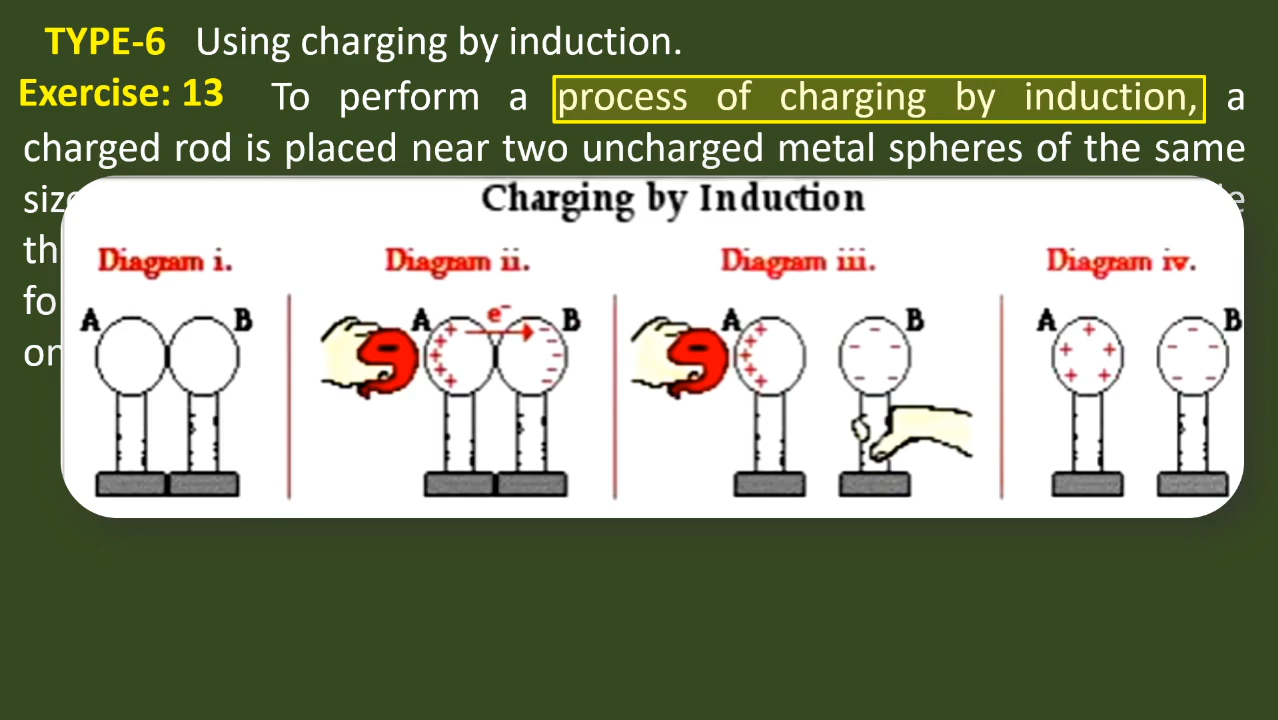 TYPE-6 Using charging by induction.
Exercise: 13 To perform a process of charging by induction, a
charged rod is placed near two uncharged metal spheres of the same
Charging by Induction
Diagram i. Diagram ii. Diagram iii. Diagram iv.
A B A e⁻ B A B A B